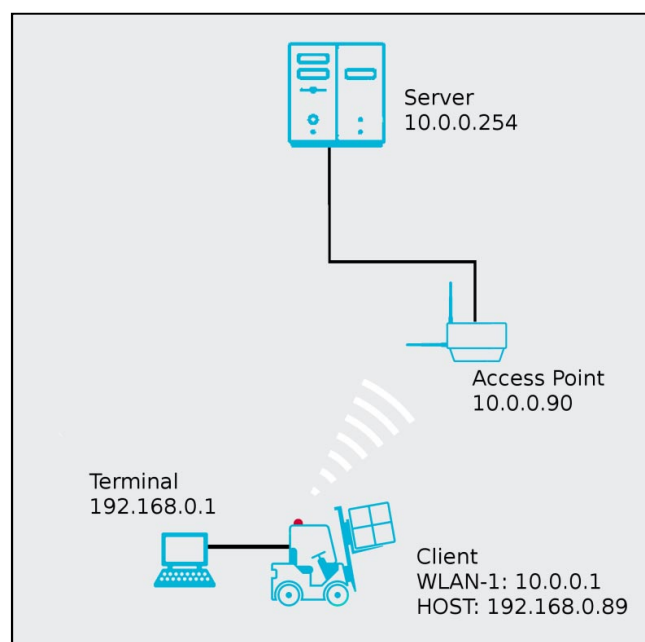 Server
10.0.0.254
Access Point
10.0.0.90
Terminal
192.168.0.1
Client
WLAN-1: 10.0.0.1
HOST: 192.168.0.89